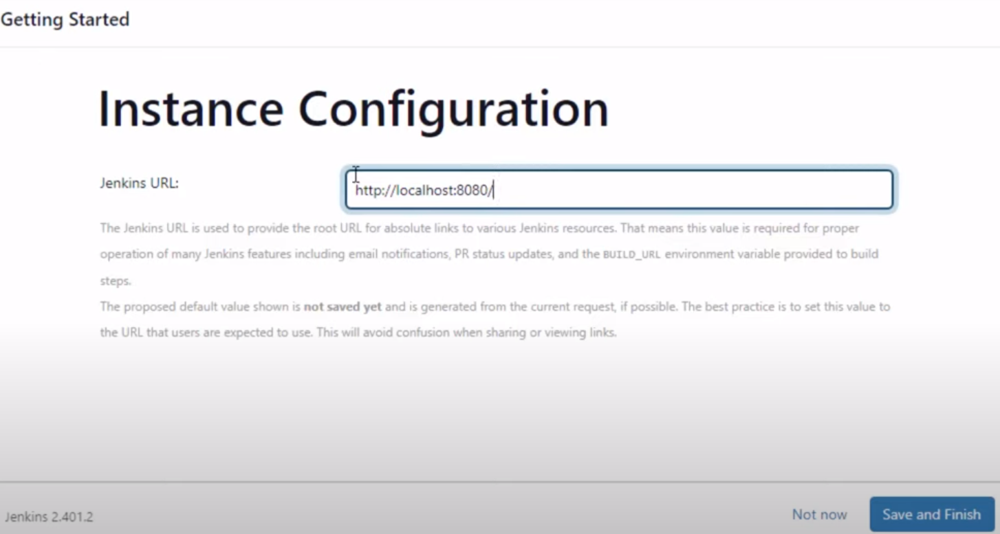 Getting Started
Instance Configuration
Jenkins URL:
http://localhost:8080/
The Jenkins URL is used to provide the root URL for absolute links to various Jenkins resources. That means this value is required for proper
operation of many Jenkins features including email notifications, PR status updates, and the BUILD_URL environment variable provided to build
steps.
The proposed default value shown is not saved yet and is generated from the current request, if possible. The best practice is to set this value to
the URL that users are expected to use. This will avoid confusion when sharing or viewing links.
Jenkins 2.401.2
Not now
Save and Finish